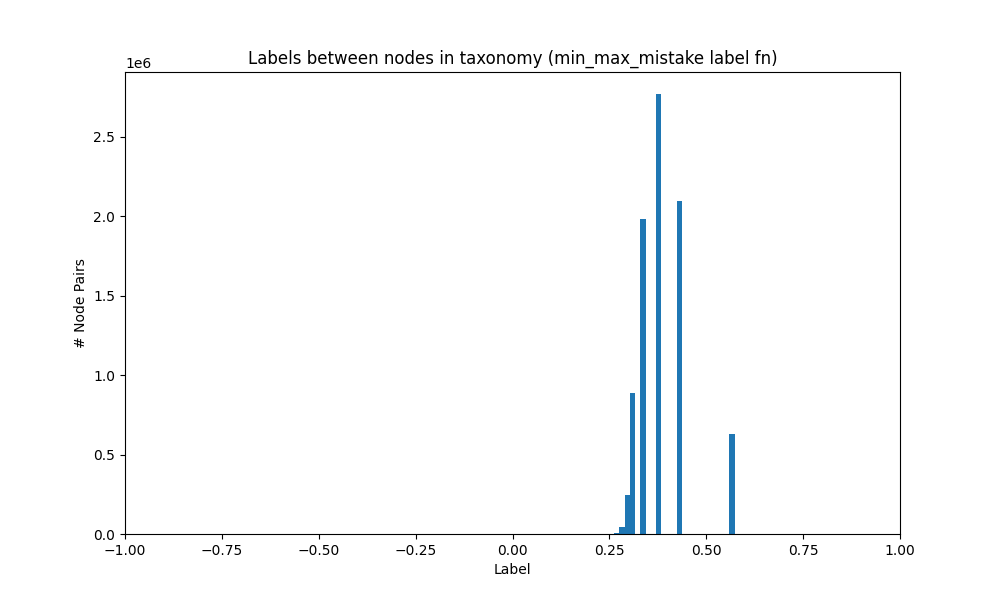 Labels between nodes in taxonomy (min_max_mistake label fn)
1e6
2.5
2.0
1.5
1.0
0.5
0.0
# Node Pairs
−1.00 −0.75 −0.50 −0.25 0.00 0.25 0.50 0.75 1.00
Label